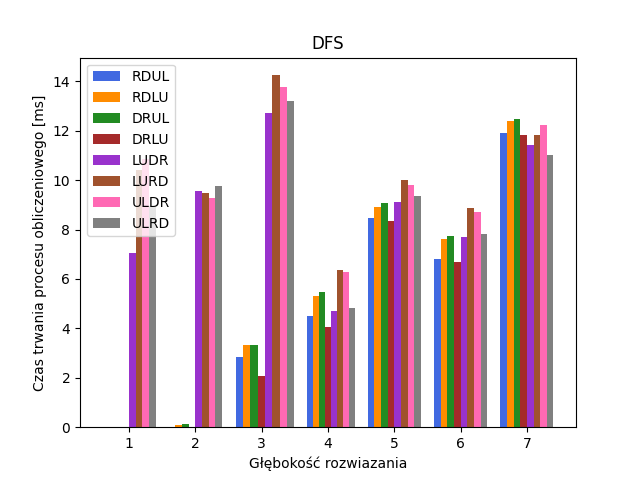 DFS
Czas trwania procesu obliczeniowego [ms]
14
12
10
8
6
4
2
0
RDUL
RDLU
DRUL
DRLU
LUDR
LURD
ULDR
ULRD
1 2 3 4 5 6 7
Głębokość rozwiazania